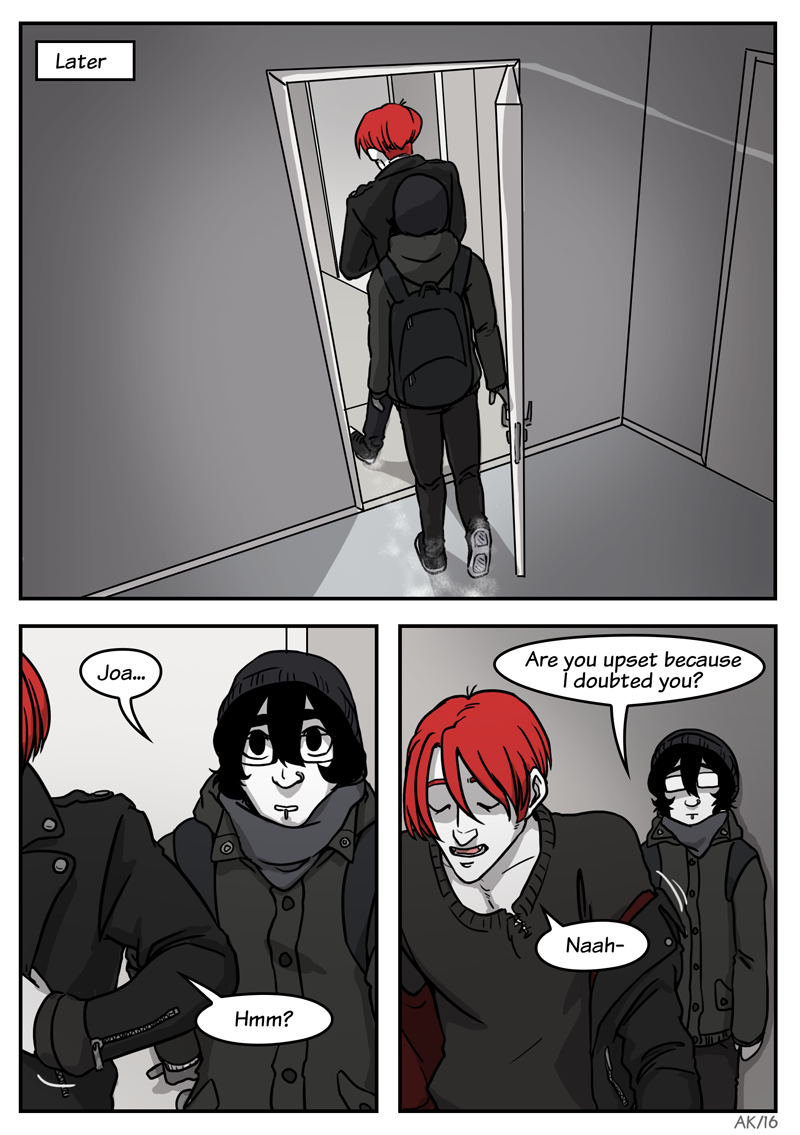 Later
Joa...
Hmm?
Are you upset because
I doubted you?
Naah-
AK/16